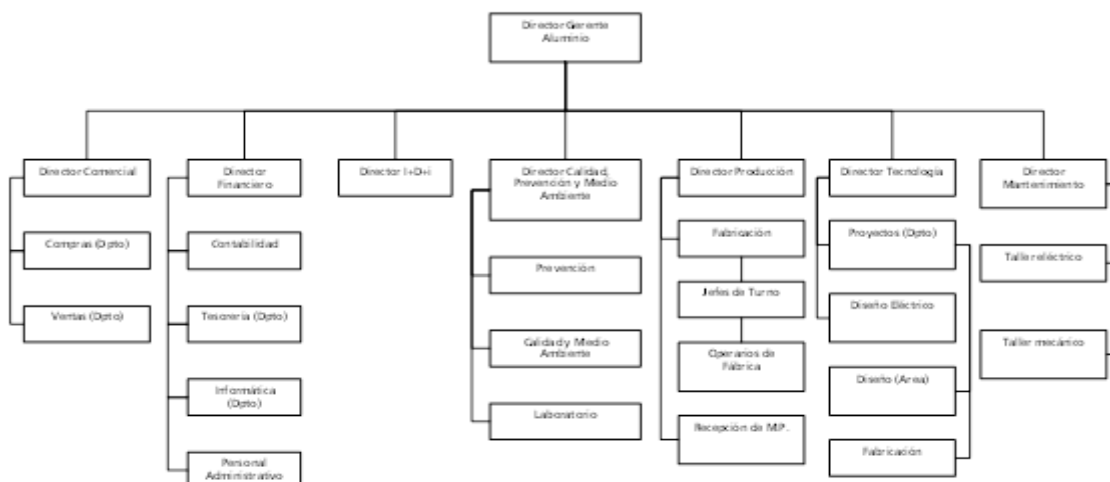 Director Gerente
Aluminio
Director Comercial
Director
Financiero
Director I+D+i
Director Calidad,
Prevención y Medio
Ambiente
Director Producción
Director Tecnología
Director
Mantenimiento
Compras (Dpto)
Contabilidad
Prevención
Fabricación
Proyectos (Dpto)
Taller eléctrico
Ventas (Dpto)
Tesorería (Dpto)
Calidad y Medio
Ambiente
Jefes de Turno
Diseño Eléctrico
Taller mecánico
Informática
(Dpto)
Laboratorio
Operarios de
Fábrica
Diseño (Area)
Personal
Administrativo
Recepción de M.P.
Fabricación